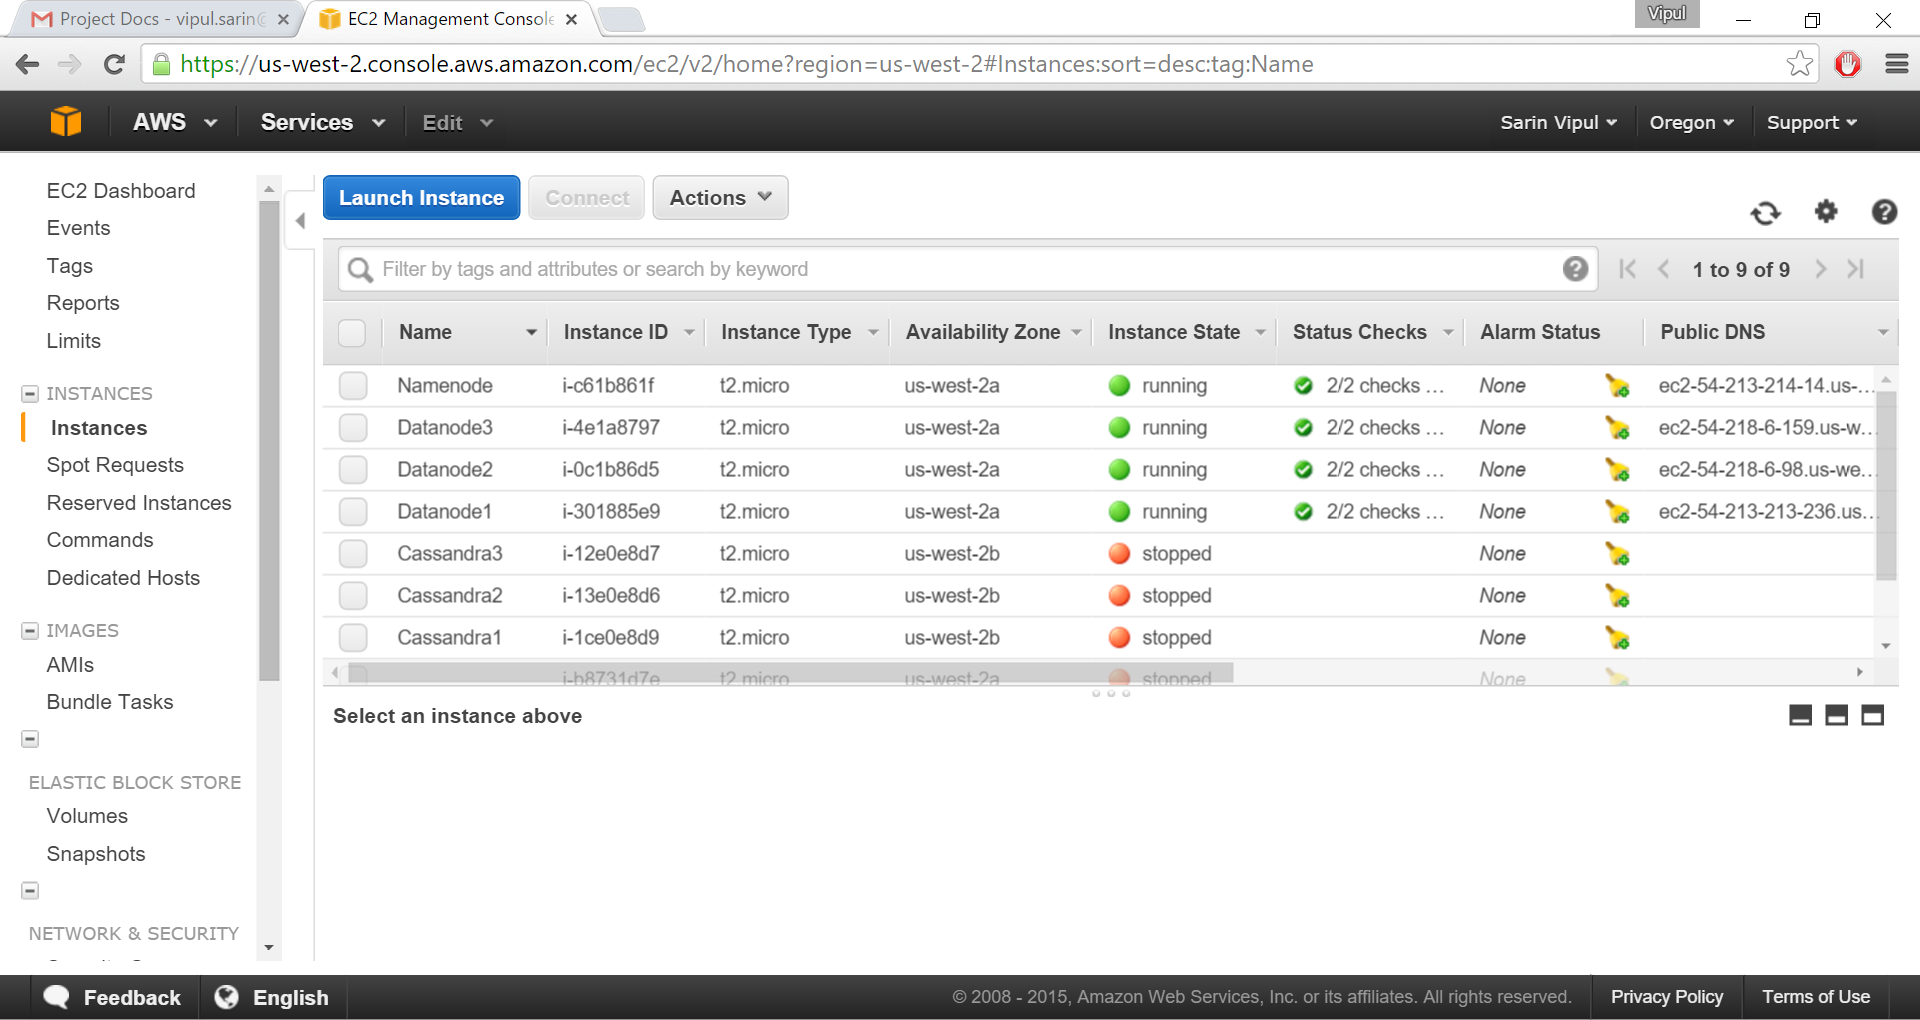 Project Docs - vipul.sarin@
EC2 Management Console
Vipul
https://us-west-2.console.aws.amazon.com/ec2/v2/home?region=us-west-2#Instances:sort=desc:tag:Name
AWS Services Edit Sarin Vipul Oregon Support
EC2 Dashboard
Events
Tags
Reports
Limits
INSTANCES
Instances
Spot Requests
Reserved Instances
Commands
Dedicated Hosts
IMAGES
AMIs
Bundle Tasks
ELASTIC BLOCK STORE
Volumes
Snapshots
NETWORK & SECURITY
Launch Instance Connect Actions
Filter by tags and attributes or search by keyword 1 to 9 of 9
Name Instance ID Instance Type Availability Zone Instance State Status Checks Alarm Status Public DNS
Namenode i-c61b861f t2.micro us-west-2a running 2/2 checks ... None ec2-54-213-214-14.us-...
Datanode3 i-4e1a8797 t2.micro us-west-2a running 2/2 checks ... None ec2-54-218-6-159.us-w...
Datanode2 i-0c1b86d5 t2.micro us-west-2a running 2/2 checks ... None ec2-54-218-6-98.us-we...
Datanode1 i-301885e9 t2.micro us-west-2a running 2/2 checks ... None ec2-54-213-213-236.us...
Cassandra3 i-12e0e8d7 t2.micro us-west-2b stopped None
Cassandra2 i-13e0e8d6 t2.micro us-west-2b stopped None
Cassandra1 i-1ce0e8d9 t2.micro us-west-2b stopped None
i-b8731d7e t2.micro us-west-2a stopped None
Select an instance above
Feedback English © 2008 - 2015, Amazon Web Services, Inc. or its affiliates. All rights reserved. Privacy Policy Terms of Use